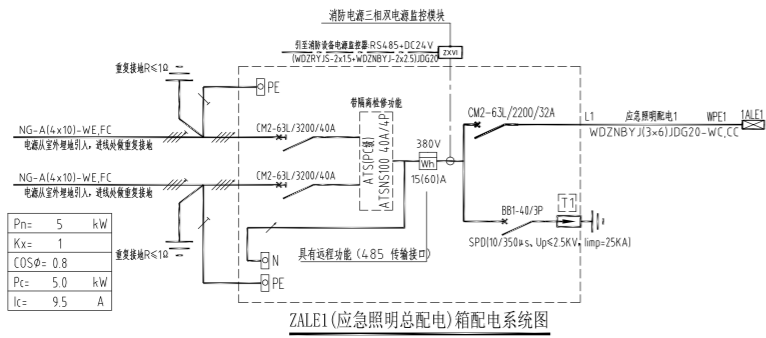 消防电源三相双电源监控模块
引至消防设备电源监控器:RS485+DC24V
(WDZRYJS-2x1.5+WDZNBYJ-2x2.5)JDG20
ZXVI
重复接地R≤1Ω
PE
带隔离检修功能
NG-A(4x10)-WE,FC
电源从室外埋地引入，进线处做重复接地
CM2-63L/3200/40A
ATS(PC级)
ATSNS100 40A/4P
380V
Wh
15(60)A
CM2-63L/2200/32A
L1
应急照明配电1
WPE1
1ALE1
WDZNBYJ(3×6)JDG20-WC,CC
NG-A(4x10)-WE,FC
电源从室外埋地引入，进线处做重复接地
CM2-63L/3200/40A
BB1-40/3P
T1
SPD(10/350μs, Up≤2.5KV, Iimp=25KA)
Pn= 5 kW
Kx= 1
COSØ= 0.8
Pc= 5.0 kW
Ic= 9.5 A
重复接地R≤1Ω
N
PE
具有远程功能 (485 传输接口)
ZALE1(应急照明总配电)箱配电系统图